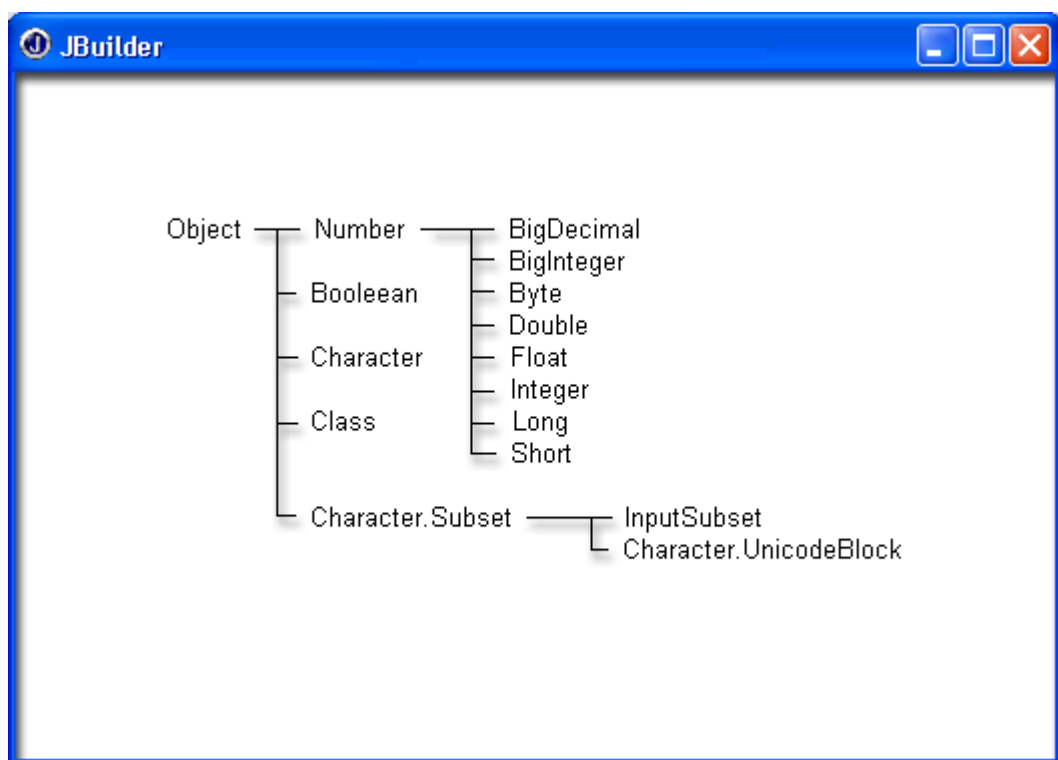 JBuilder
Object Number BigDecimal
BigInteger
Booleean Byte
Double
Character Float
Integer
Class Long
Short
Character.Subset InputSubset
Character.UnicodeBlock